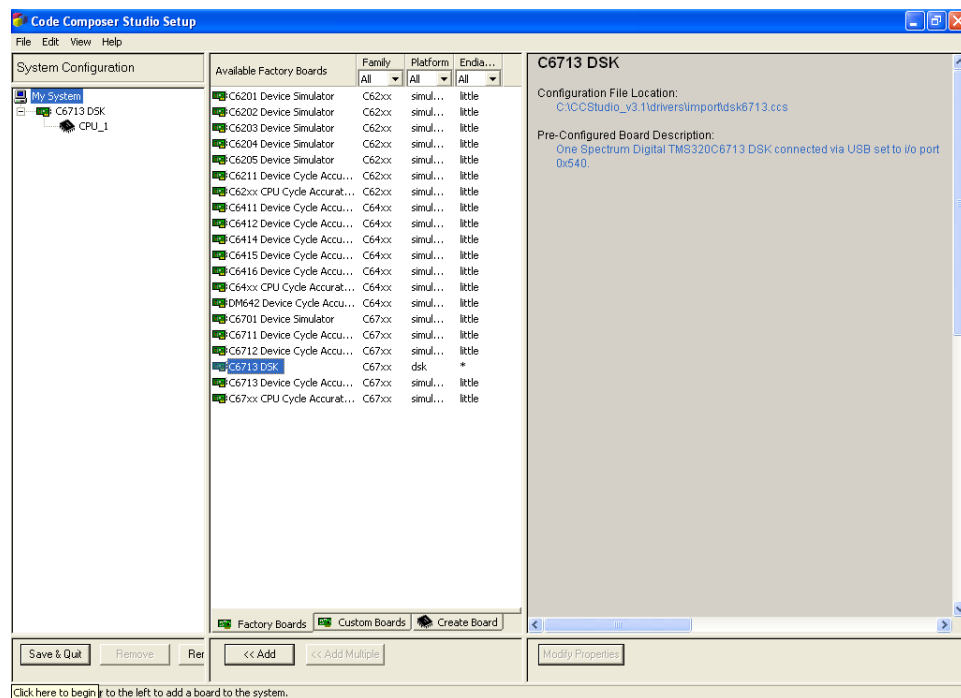 Code Composer Studio Setup
File Edit View Help
System Configuration
My System
C6713 DSK
CPU_1
Available Factory Boards Family Platform Endia...
All All All
C6201 Device Simulator C62xx simul... little
C6202 Device Simulator C62xx simul... little
C6203 Device Simulator C62xx simul... little
C6204 Device Simulator C62xx simul... little
C6205 Device Simulator C62xx simul... little
C6211 Device Cycle Accu... C62xx simul... little
C62xx CPU Cycle Accurat... C62xx simul... little
C6411 Device Cycle Accu... C64xx simul... little
C6412 Device Cycle Accu... C64xx simul... little
C6414 Device Cycle Accu... C64xx simul... little
C6415 Device Cycle Accu... C64xx simul... little
C6416 Device Cycle Accu... C64xx simul... little
C64xx CPU Cycle Accurat... C64xx simul... little
DM642 Device Cycle Accu... C64xx simul... little
C6701 Device Simulator C67xx simul... little
C6711 Device Cycle Accu... C67xx simul... little
C6712 Device Cycle Accu... C67xx simul... little
C6713 DSK C67xx dsk *
C6713 Device Cycle Accu... C67xx simul... little
C67xx CPU Cycle Accurat... C67xx simul... little
Factory Boards Custom Boards Create Board
C6713 DSK
Configuration File Location:
C:\CCStudio_v3.1\drivers\import\dsk6713.ccs
Pre-Configured Board Description:
One Spectrum Digital TMS320C6713 DSK connected via USB set to i/o port
0x540.
Save & Quit Remove Rer
<< Add << Add Multiple
Modify Properties
Click here to begin r to the left to add a board to the system.